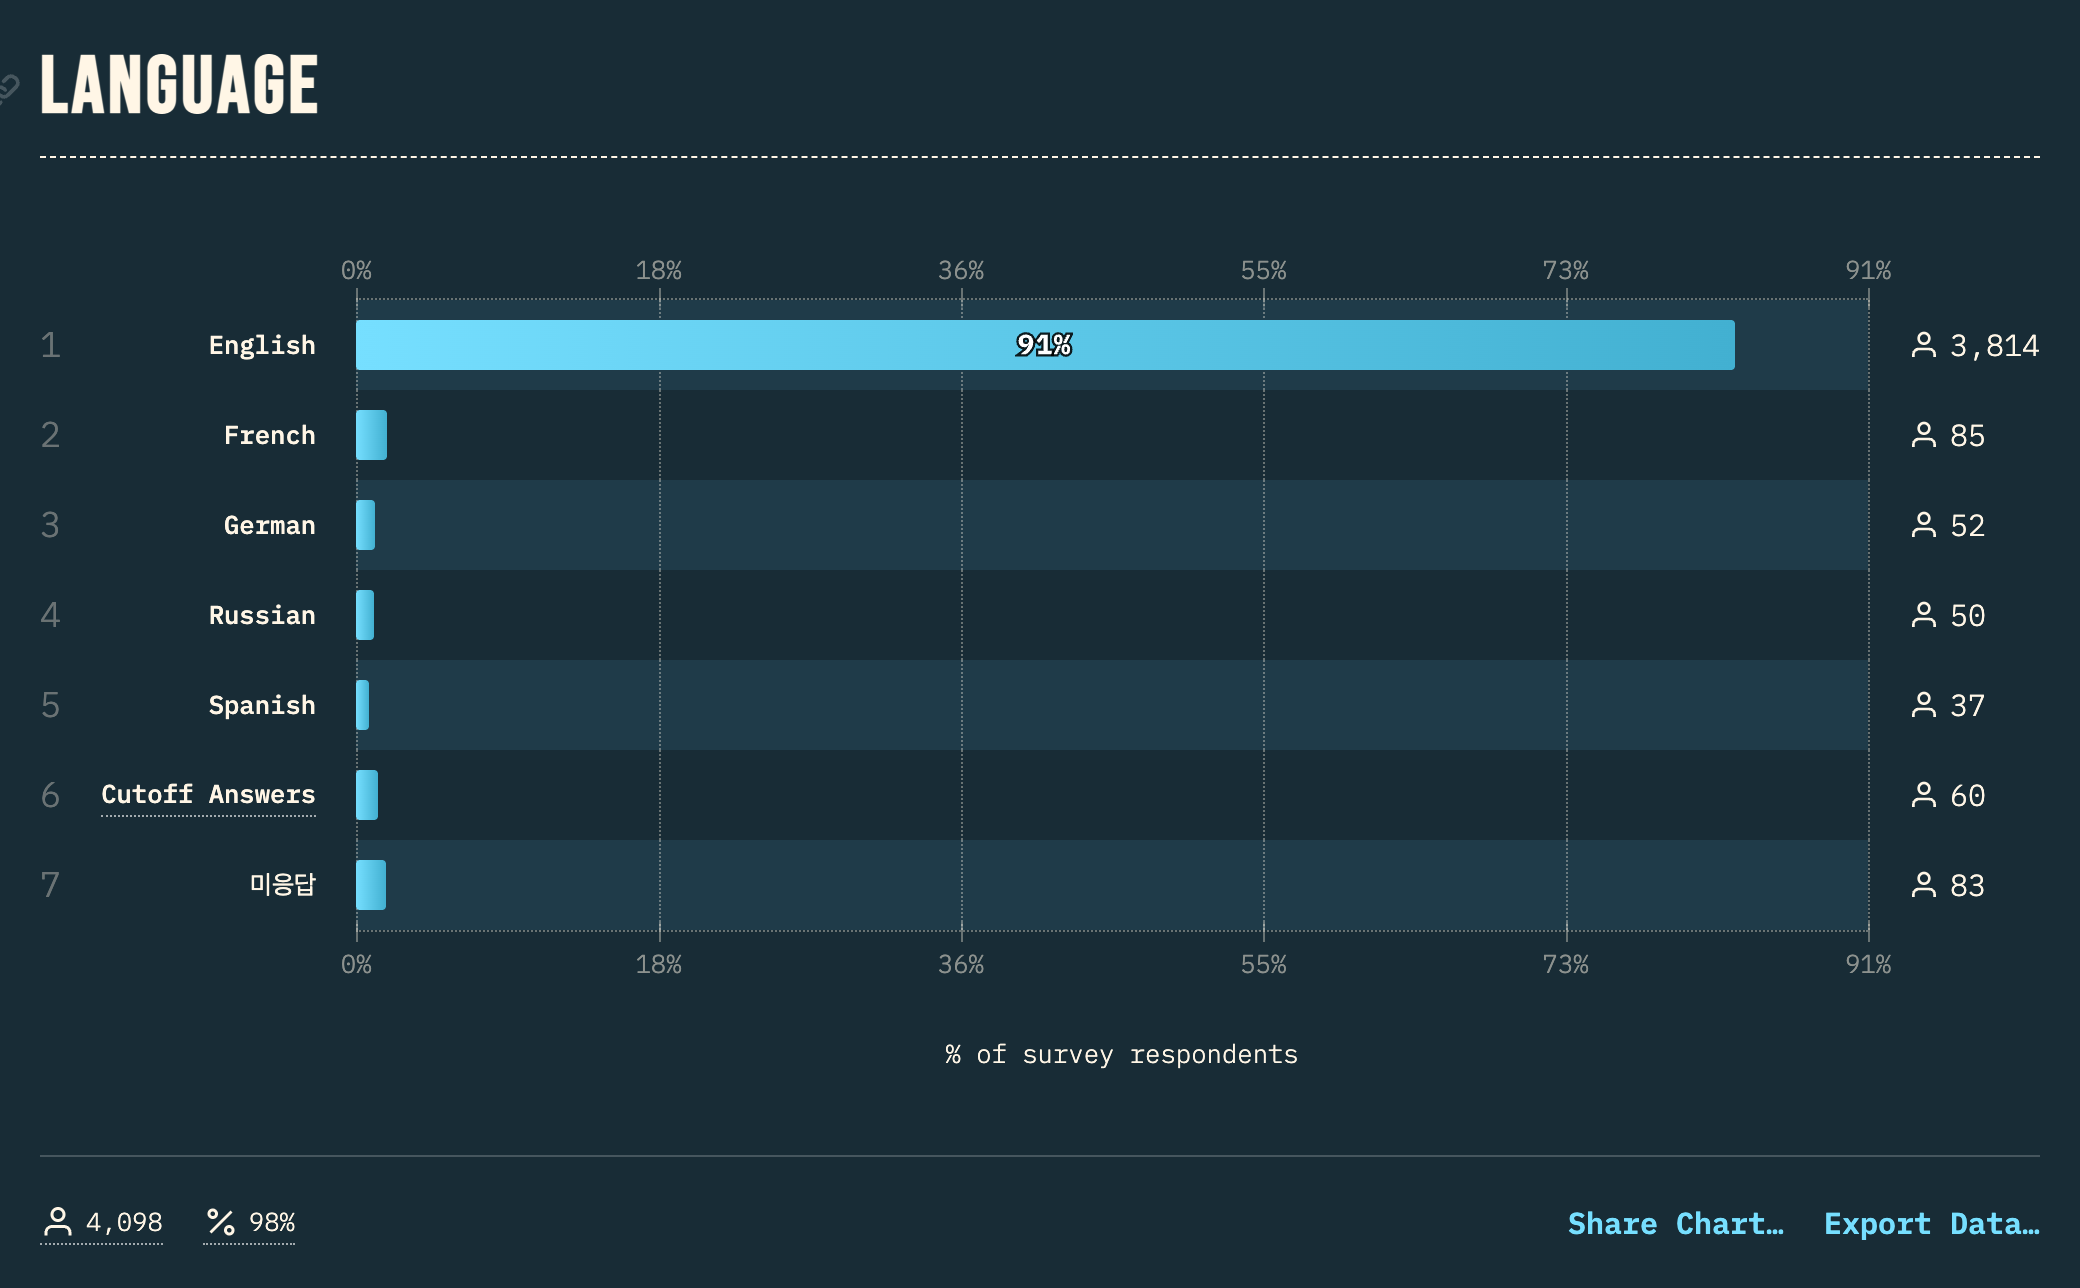 LANGUAGE
0% 18% 36% 55% 73% 91%
1 English 91% 3,814
2 French 85
3 German 52
4 Russian 50
5 Spanish 37
6 Cutoff Answers 60
7 미응답 83
0% 18% 36% 55% 73% 91%
% of survey respondents
4,098 98% Share Chart… Export Data…